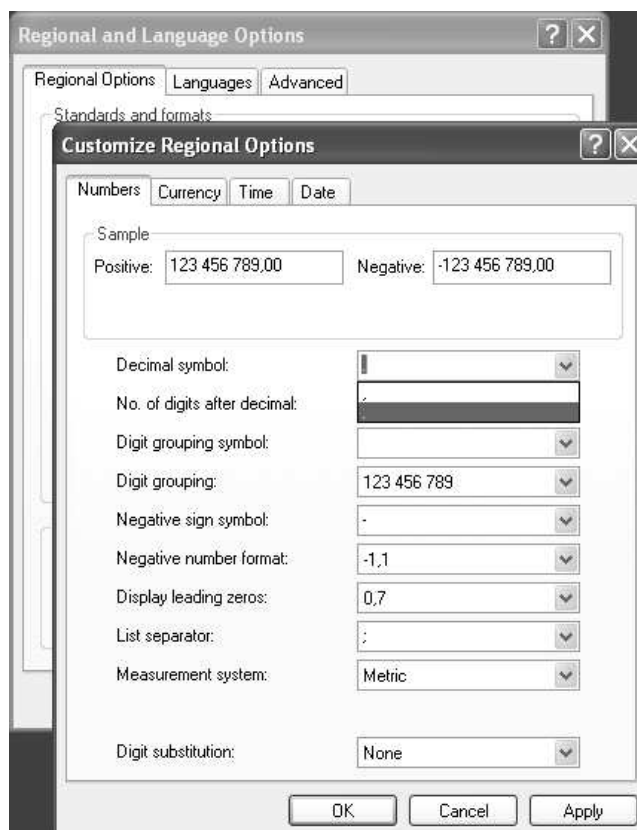 Regional and Language Options
Regional Options Languages Advanced
Standards and formats
Customize Regional Options
Numbers Currency Time Date
Sample
Positive: 123 456 789,00 Negative: -123 456 789,00
Decimal symbol:
No. of digits after decimal:
Digit grouping symbol:
Digit grouping: 123 456 789
Negative sign symbol: -
Negative number format: -1,1
Display leading zeros: 0,7
List separator: ;
Measurement system: Metric
Digit substitution: None
OK Cancel Apply